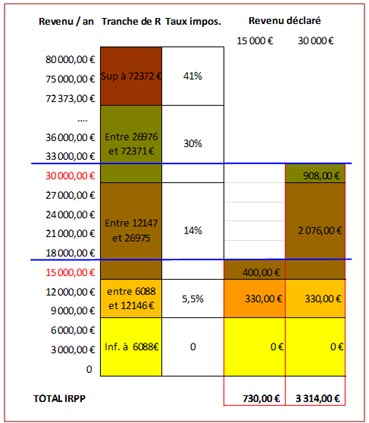 Revenu / an Tranche de R Taux impos. Revenu déclaré
15 000 € 30 000 €
80 000,00 €
75 000,00 € Sup à 72372 € 41%
72 373,00 €
....
36 000,00 € Entre 26976 30%
33 000,00 € et 72371 €
30 000,00 € 908,00 €
27 000,00 €
24 000,00 € Entre 12147 14% 2 076,00 €
21 000,00 € et 26975
18 000,00 €
15 000,00 € 400,00 €
12 000,00 € entre 6088 5,5% 330,00 € 330,00 €
9 000,00 € et 12146 €
6 000,00 €
3 000,00 € Inf. à 6088€ 0 0 € 0 €
0
TOTAL IRPP 730,00 € 3 314,00 €